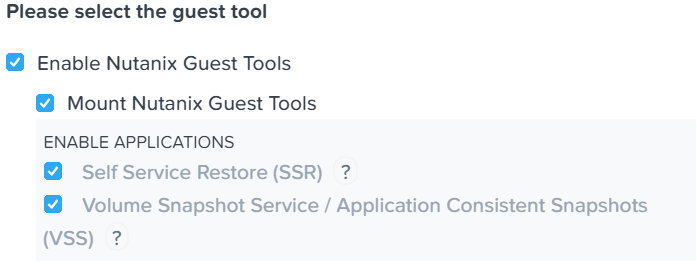 Please select the guest tool
Enable Nutanix Guest Tools
Mount Nutanix Guest Tools
ENABLE APPLICATIONS
Self Service Restore (SSR) ?
Volume Snapshot Service / Application Consistent Snapshots
(VSS) ?